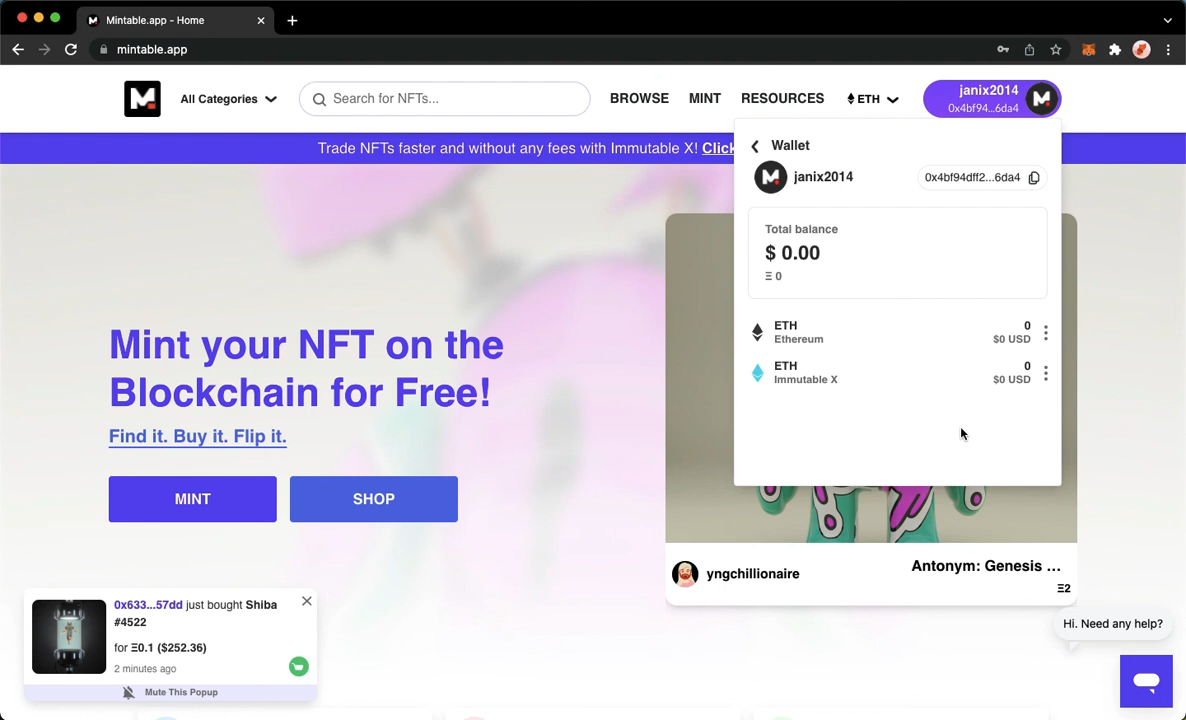 Mintable.app - Home
mintable.app
All Categories
Search for NFTs...
BROWSE
MINT
RESOURCES
ETH
janix2014
0x4bf94...6da4
Trade NFTs faster and without any fees with Immutable X! Click
Wallet
janix2014
0x4bf94dff2...6da4
Total balance
$ 0.00
Ξ 0
ETH 0
Ethereum $0 USD
ETH 0
Immutable X $0 USD
Mint your NFT on the
Blockchain for Free!
Find it. Buy it. Flip it.
MINT
SHOP
yngchillionaire
Antonym: Genesis ...
Ξ2
0x633...57dd just bought Shiba
#4522
for Ξ0.1 ($252.36)
2 minutes ago
Mute This Popup
Hi. Need any help?